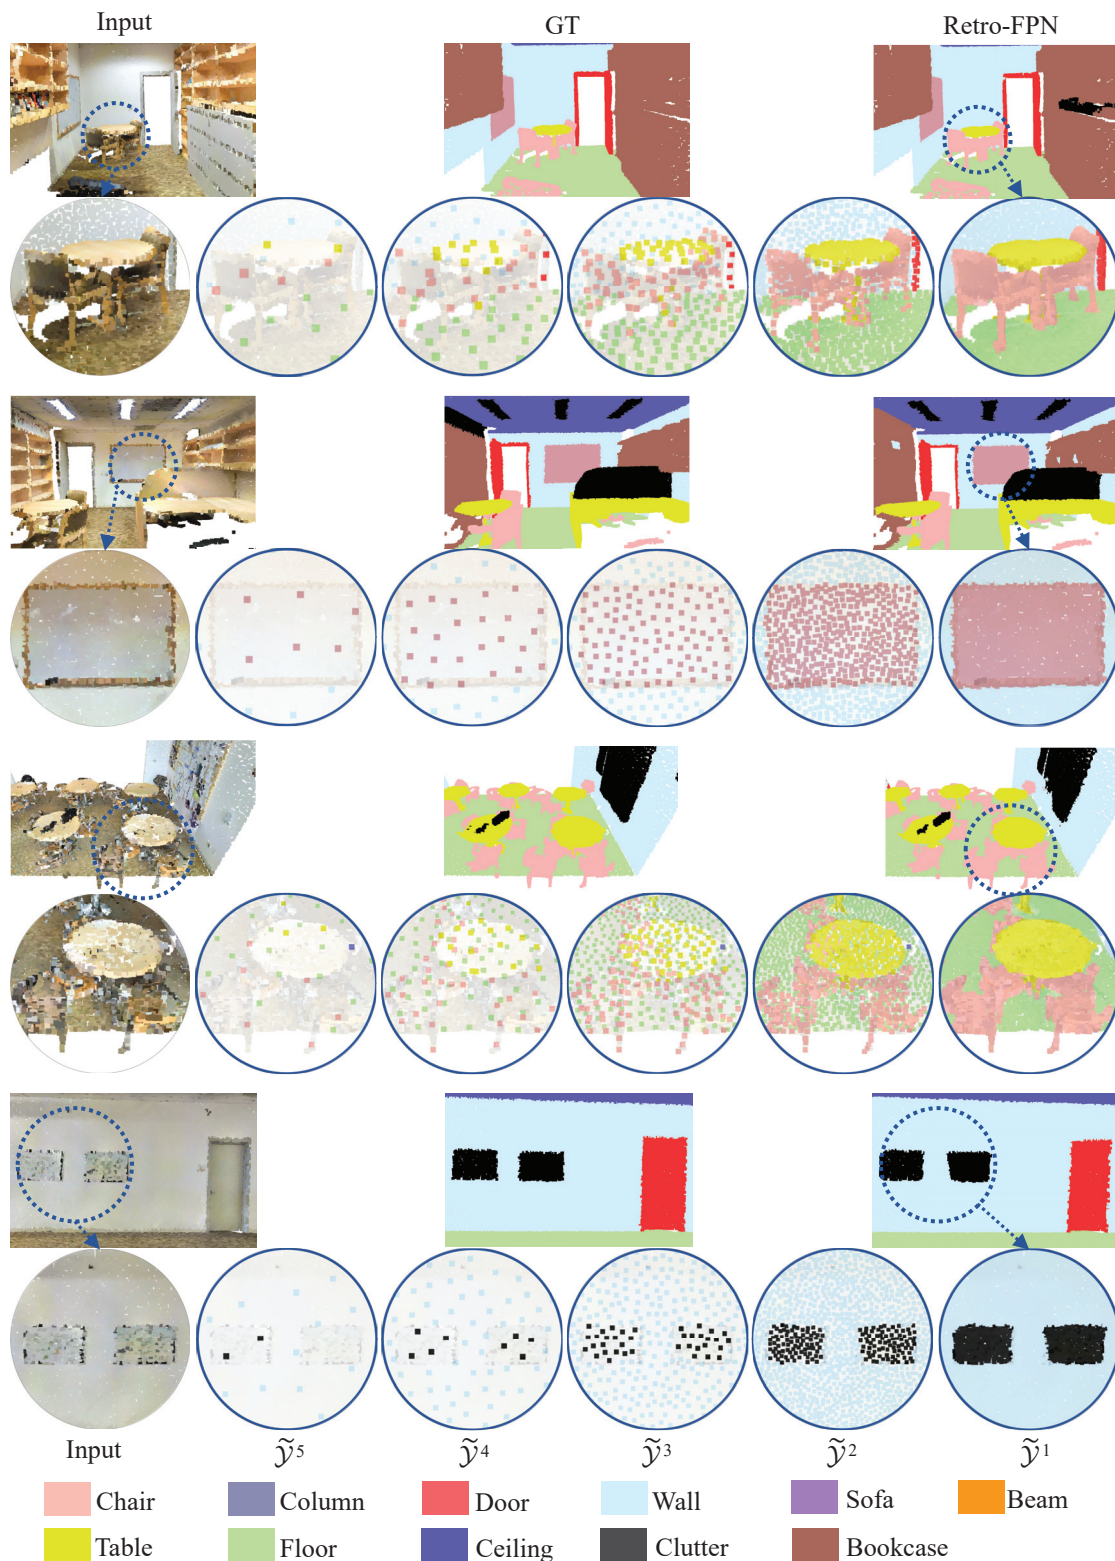 Input GT Retro-FPN
Input ỹ5 ỹ4 ỹ3 ỹ2 ỹ1
Chair Column Door Wall Sofa Beam
Table Floor Ceiling Clutter Bookcase